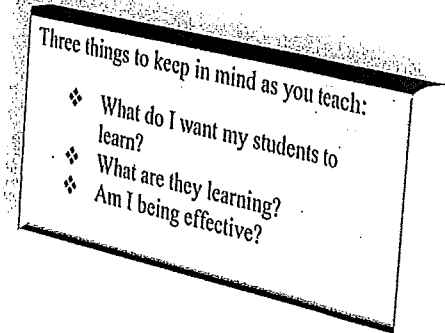 Three things to keep in mind as you teach:
❖ What do I want my students to
learn?
❖ What are they learning?
❖ Am I being effective?